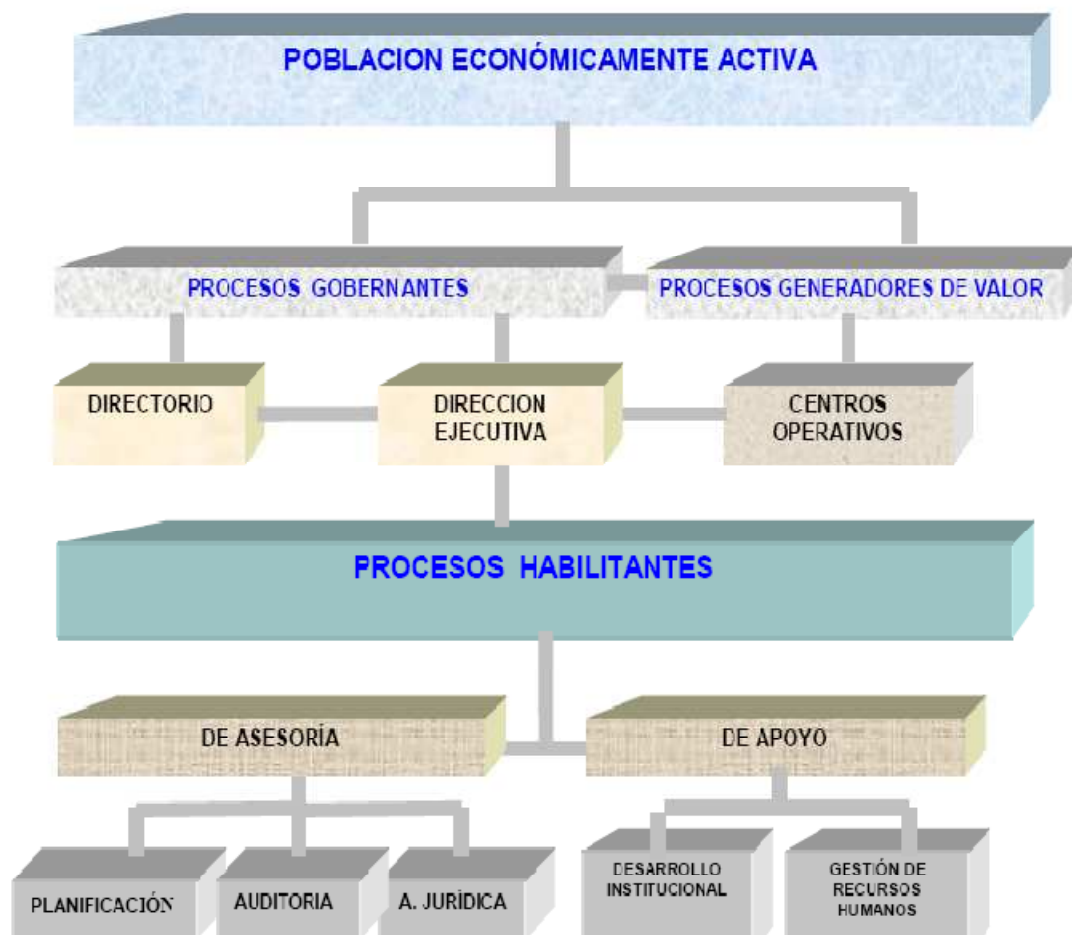 POBLACION ECONÓMICAMENTE ACTIVA
PROCESOS GOBERNANTES
PROCESOS GENERADORES DE VALOR
DIRECTORIO
DIRECCION
EJECUTIVA
CENTROS
OPERATIVOS
PROCESOS HABILITANTES
DE ASESORÍA
DE APOYO
PLANIFICACIÓN
AUDITORIA
A. JURÍDICA
DESARROLLO
INSTITUCIONAL
GESTIÓN DE
RECURSOS
HUMANOS